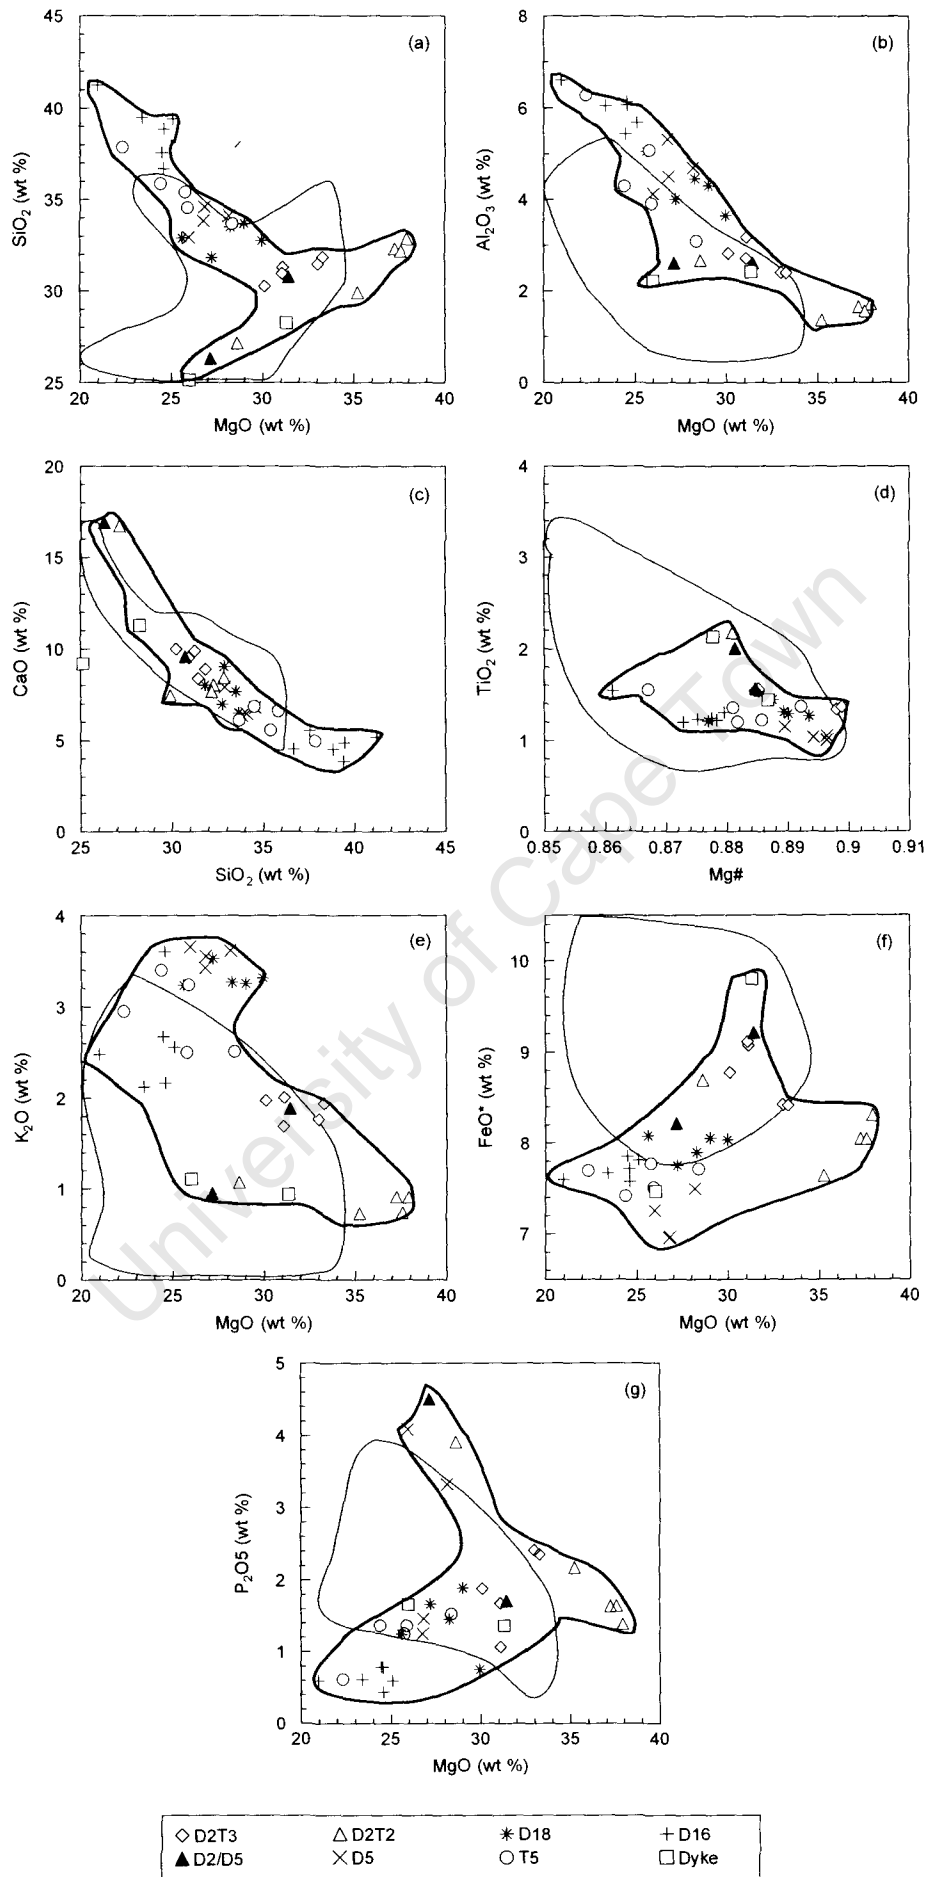 45
40
35
30
25
20 25 30 35 40
SiO2 (wt %)
MgO (wt %)
(a)
8
6
4
2
0
20 25 30 35 40
Al2O3 (wt %)
MgO (wt %)
(b)
20
15
10
5
0
25 30 35 40 45
CaO (wt %)
SiO2 (wt %)
(c)
4
3
2
1
0
0.85 0.86 0.87 0.88 0.89 0.9 0.91
TiO2 (wt %)
Mg#
(d)
4
3
2
1
0
20 25 30 35 40
K2O (wt %)
MgO (wt %)
(e)
10
9
8
7
20 25 30 35 40
FeO* (wt %)
MgO (wt %)
(f)
5
4
3
2
1
0
20 25 30 35 40
P2O5 (wt %)
MgO (wt %)
(g)
D2T3 D2T2 D18 D16
D2/D5 D5 T5 Dyke
University of Cape Town